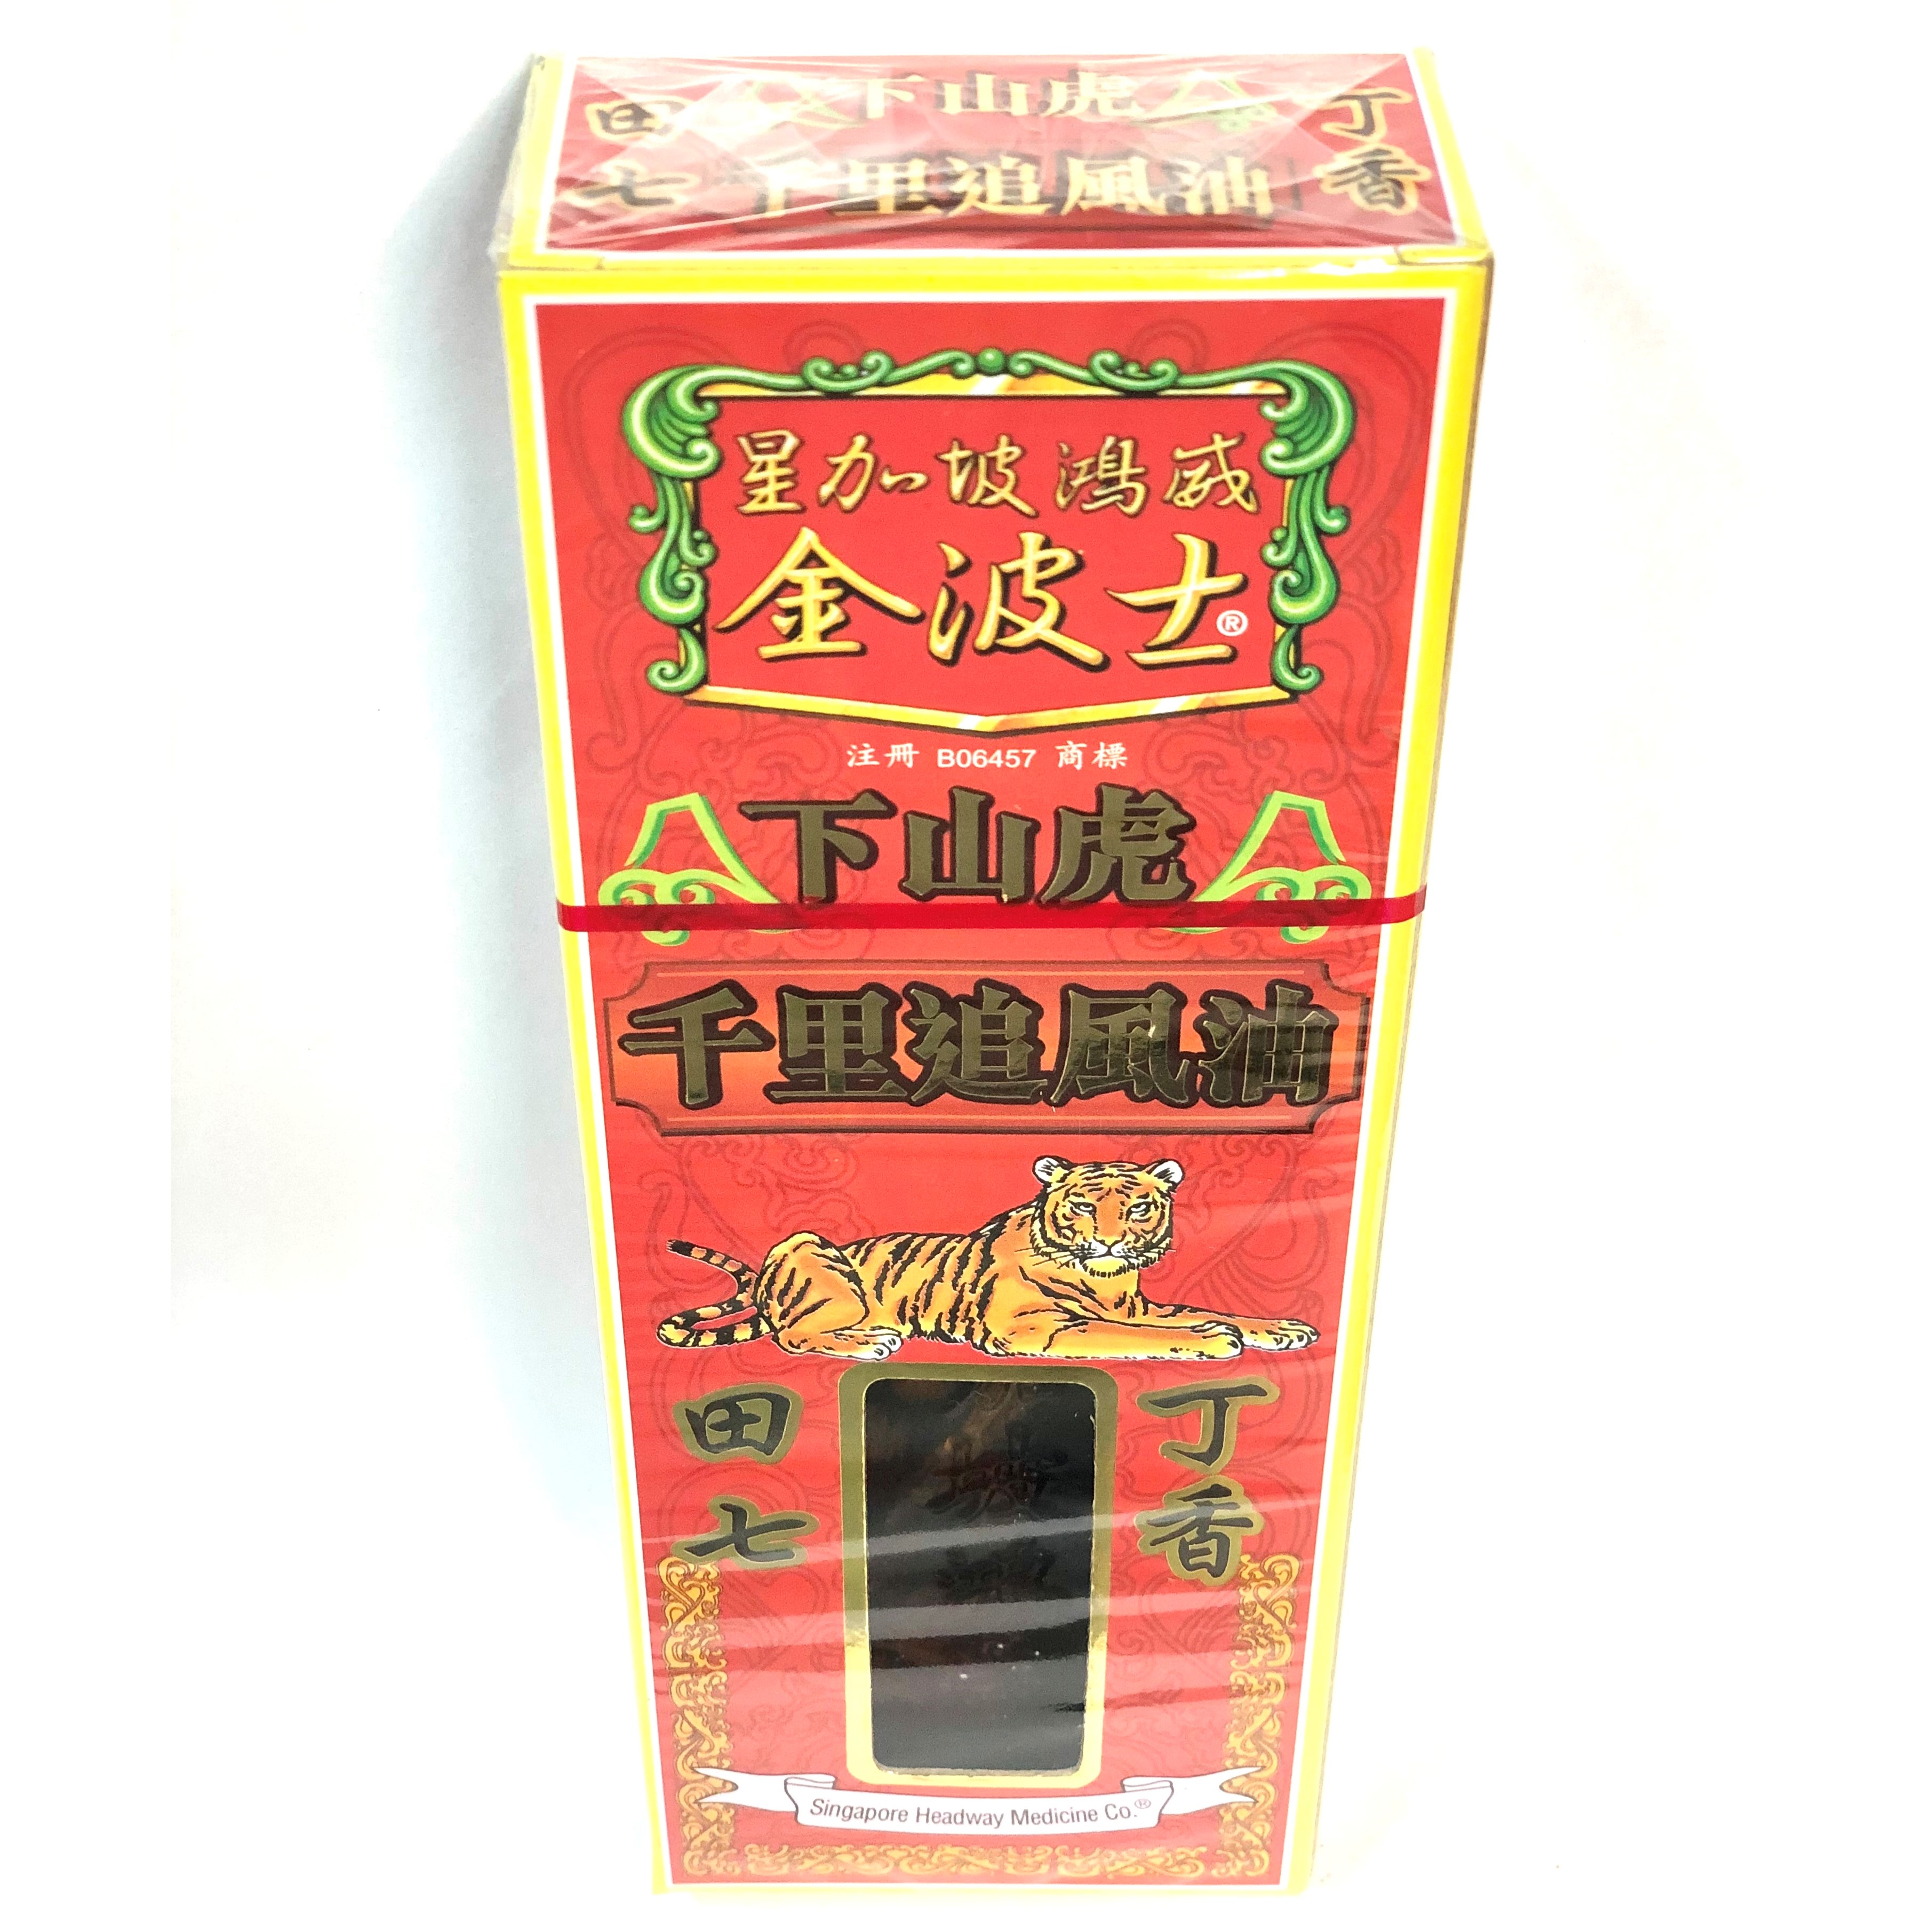 下山虎
千里追風油
田七
丁香
星加坡鴻威
金波士®
注冊 B06457 商標
下山虎
千里追風油
田七
丁香
Singapore Headway Medicine Co.®